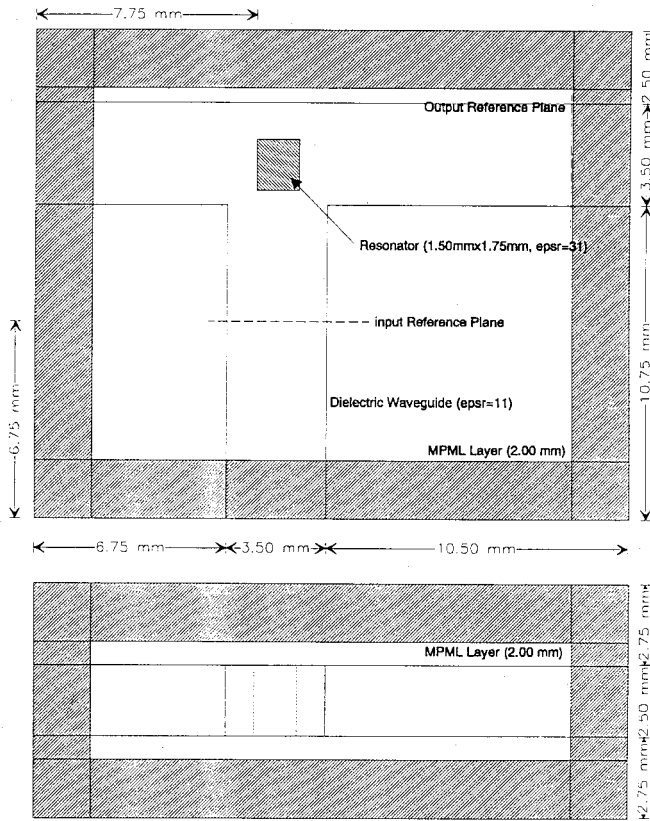 7.75 mm
2.50 mm
Output Reference Plane
3.50 mm
Resonator (1.50mmx1.75mm, epsr=31)
input Reference Plane
6.75 mm
10.75 mm
Dielectric Waveguide (epsr=11)
MPML Layer (2.00 mm)
6.75 mm
3.50 mm
10.50 mm
MPML Layer (2.00 mm)
2.75 mm
2.50 mm
2.75 mm